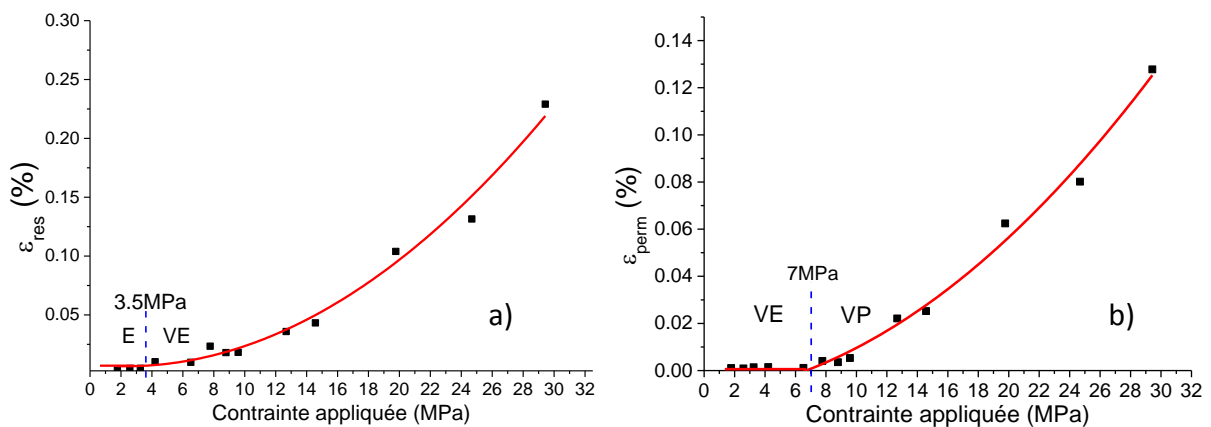 0.30
0.25
0.20
0.15
0.10
0.05
ε_res (%)
3.5MPa
E VE
a)
0 2 4 6 8 10 12 14 16 18 20 22 24 26 28 30 32
Contrainte appliquée (MPa)
0.14
0.12
0.10
0.08
0.06
0.04
0.02
0.00
ε_perm (%)
7MPa
VE VP
b)
0 2 4 6 8 10 12 14 16 18 20 22 24 26 28 30 32
Contrainte appliquée (MPa)